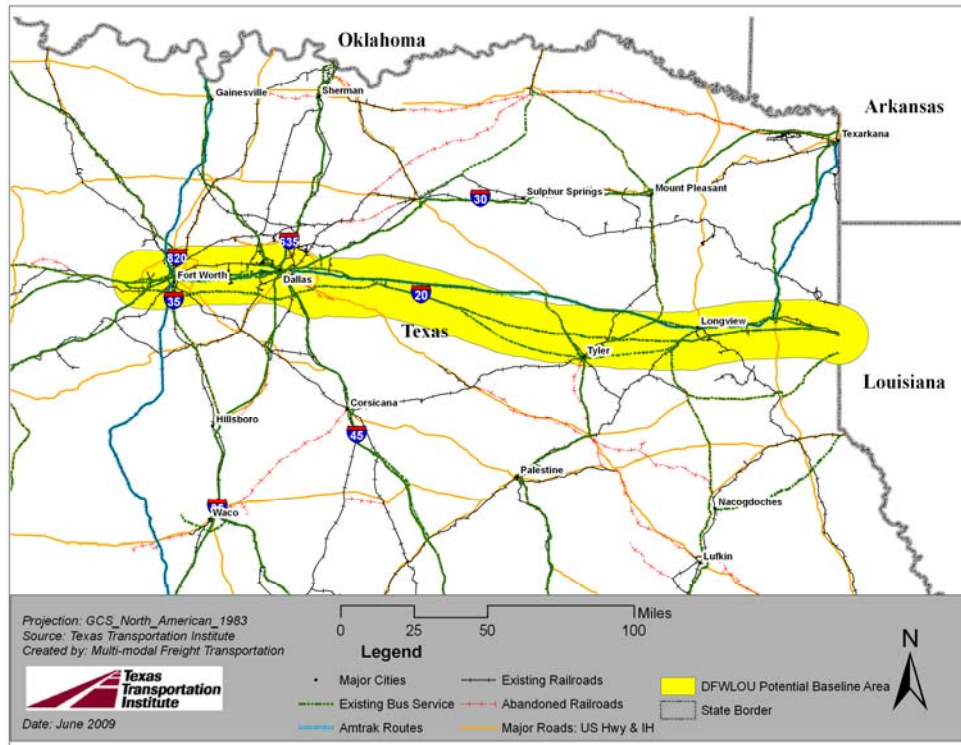 Oklahoma
Arkansas
Gainesville
Sherman
Texarkana
Sulphur Springs
Mount Pleasant
30
635
820
Fort Worth
Dallas
35
20
Texas
Longview
Tyler
Louisiana
Corsicana
Hillsboro
45
Palestine
Waco
Nacogdoches
Lufkin
Projection: GCS_North_American_1983
Source: Texas Transportation Institute
Created by: Multi-modal Freight Transportation
Texas
Transportation
Institute
Date: June 2009
Miles
0 25 50 100
Legend
Major Cities
Existing Bus Service
Amtrak Routes
Existing Railroads
Abandoned Railroads
Major Roads: US Hwy & IH
DFWLOU Potential Baseline Area
State Border
N